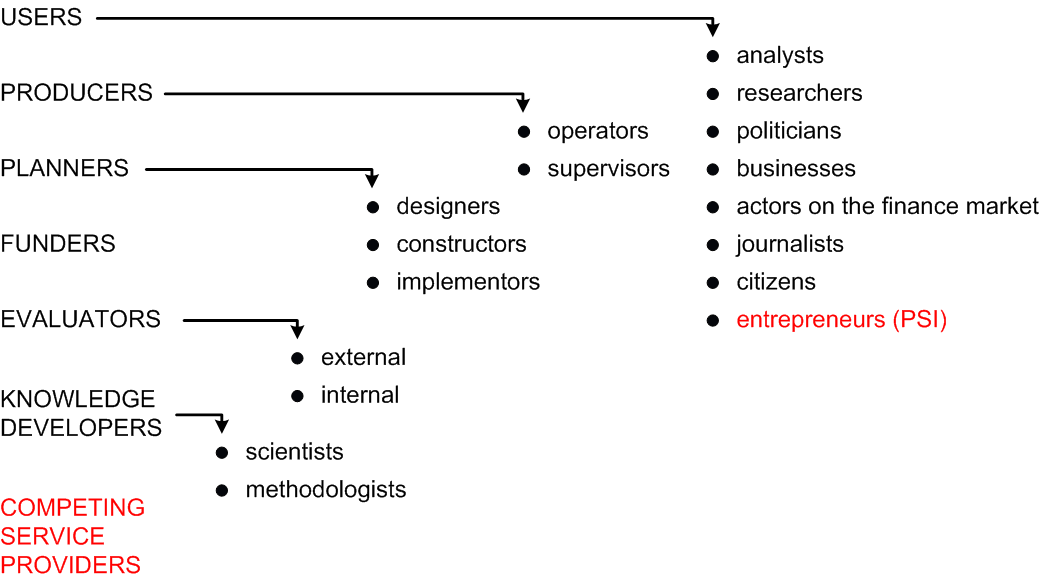 USERS
analysts
researchers
politicians
businesses
actors on the finance market
journalists
citizens
entrepreneurs (PSI)
PRODUCERS
operators
supervisors
PLANNERS
designers
constructors
implementors
FUNDERS
EVALUATORS
external
internal
KNOWLEDGE
DEVELOPERS
scientists
methodologists
COMPETING
SERVICE
PROVIDERS